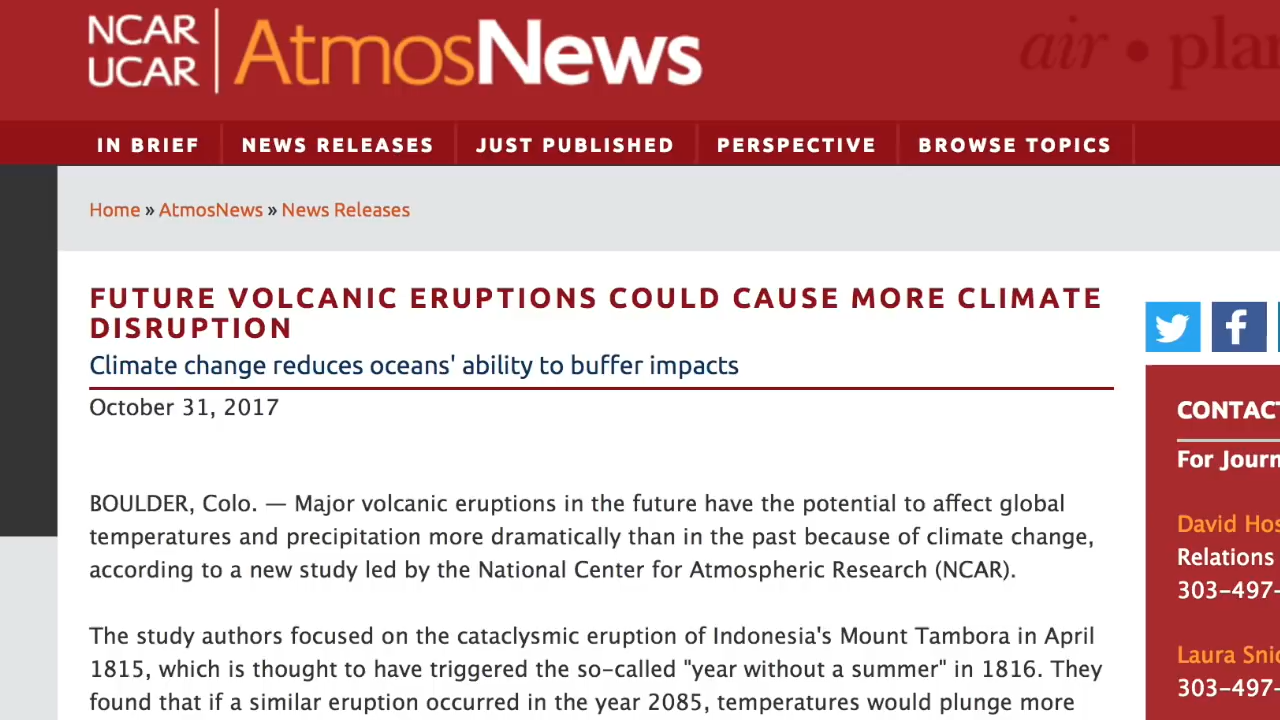 NCAR
UCAR
AtmosNews
air • plan
IN BRIEF
NEWS RELEASES
JUST PUBLISHED
PERSPECTIVE
BROWSE TOPICS
Home » AtmosNews » News Releases
FUTURE VOLCANIC ERUPTIONS COULD CAUSE MORE CLIMATE
DISRUPTION
Climate change reduces oceans' ability to buffer impacts
October 31, 2017
BOULDER, Colo. — Major volcanic eruptions in the future have the potential to affect global
temperatures and precipitation more dramatically than in the past because of climate change,
according to a new study led by the National Center for Atmospheric Research (NCAR).
The study authors focused on the cataclysmic eruption of Indonesia's Mount Tambora in April
1815, which is thought to have triggered the so-called "year without a summer" in 1816. They
found that if a similar eruption occurred in the year 2085, temperatures would plunge more
CONTACT
For Journ
David Hos
Relations
303-497-
Laura Snid
303-497-